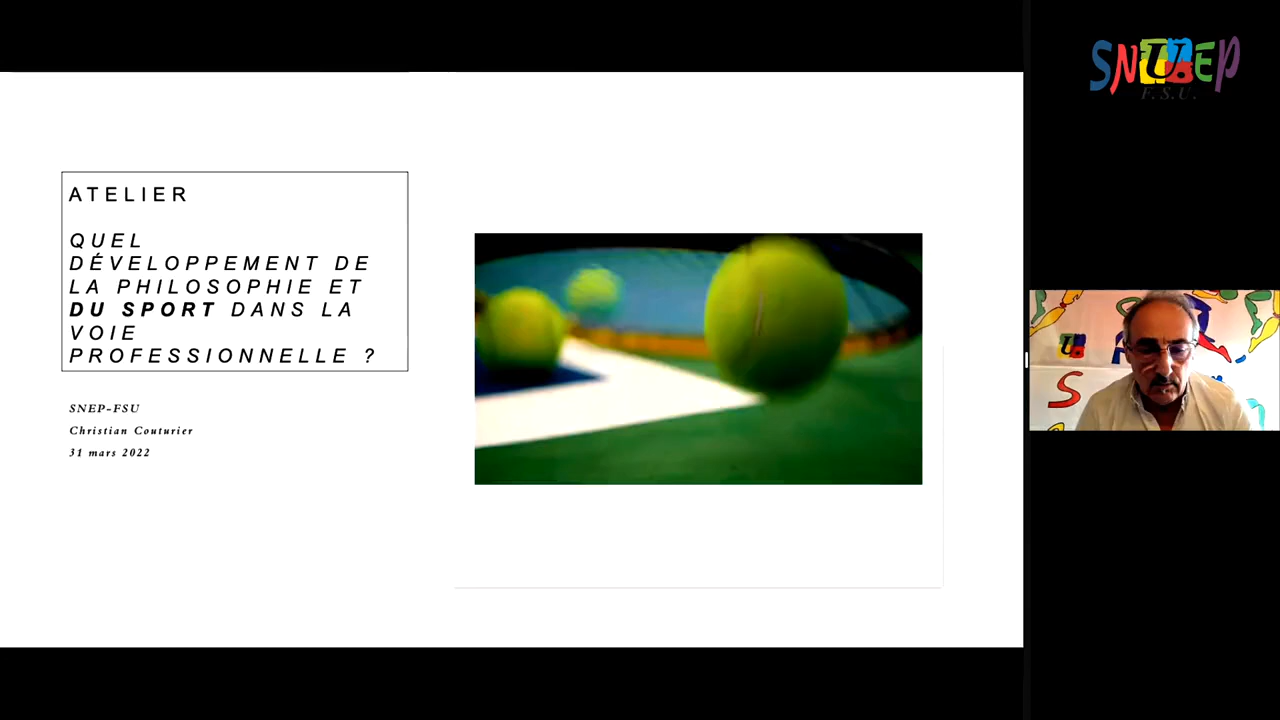 ATELIER
QUEL
DÉVELOPPEMENT DE
LA PHILOSOPHIE ET
DU SPORT DANS LA
VOIE
PROFESSIONNELLE ?
SNEP-FSU
Christian Couturier
31 mars 2022
SNUEP
F.S.U.
S